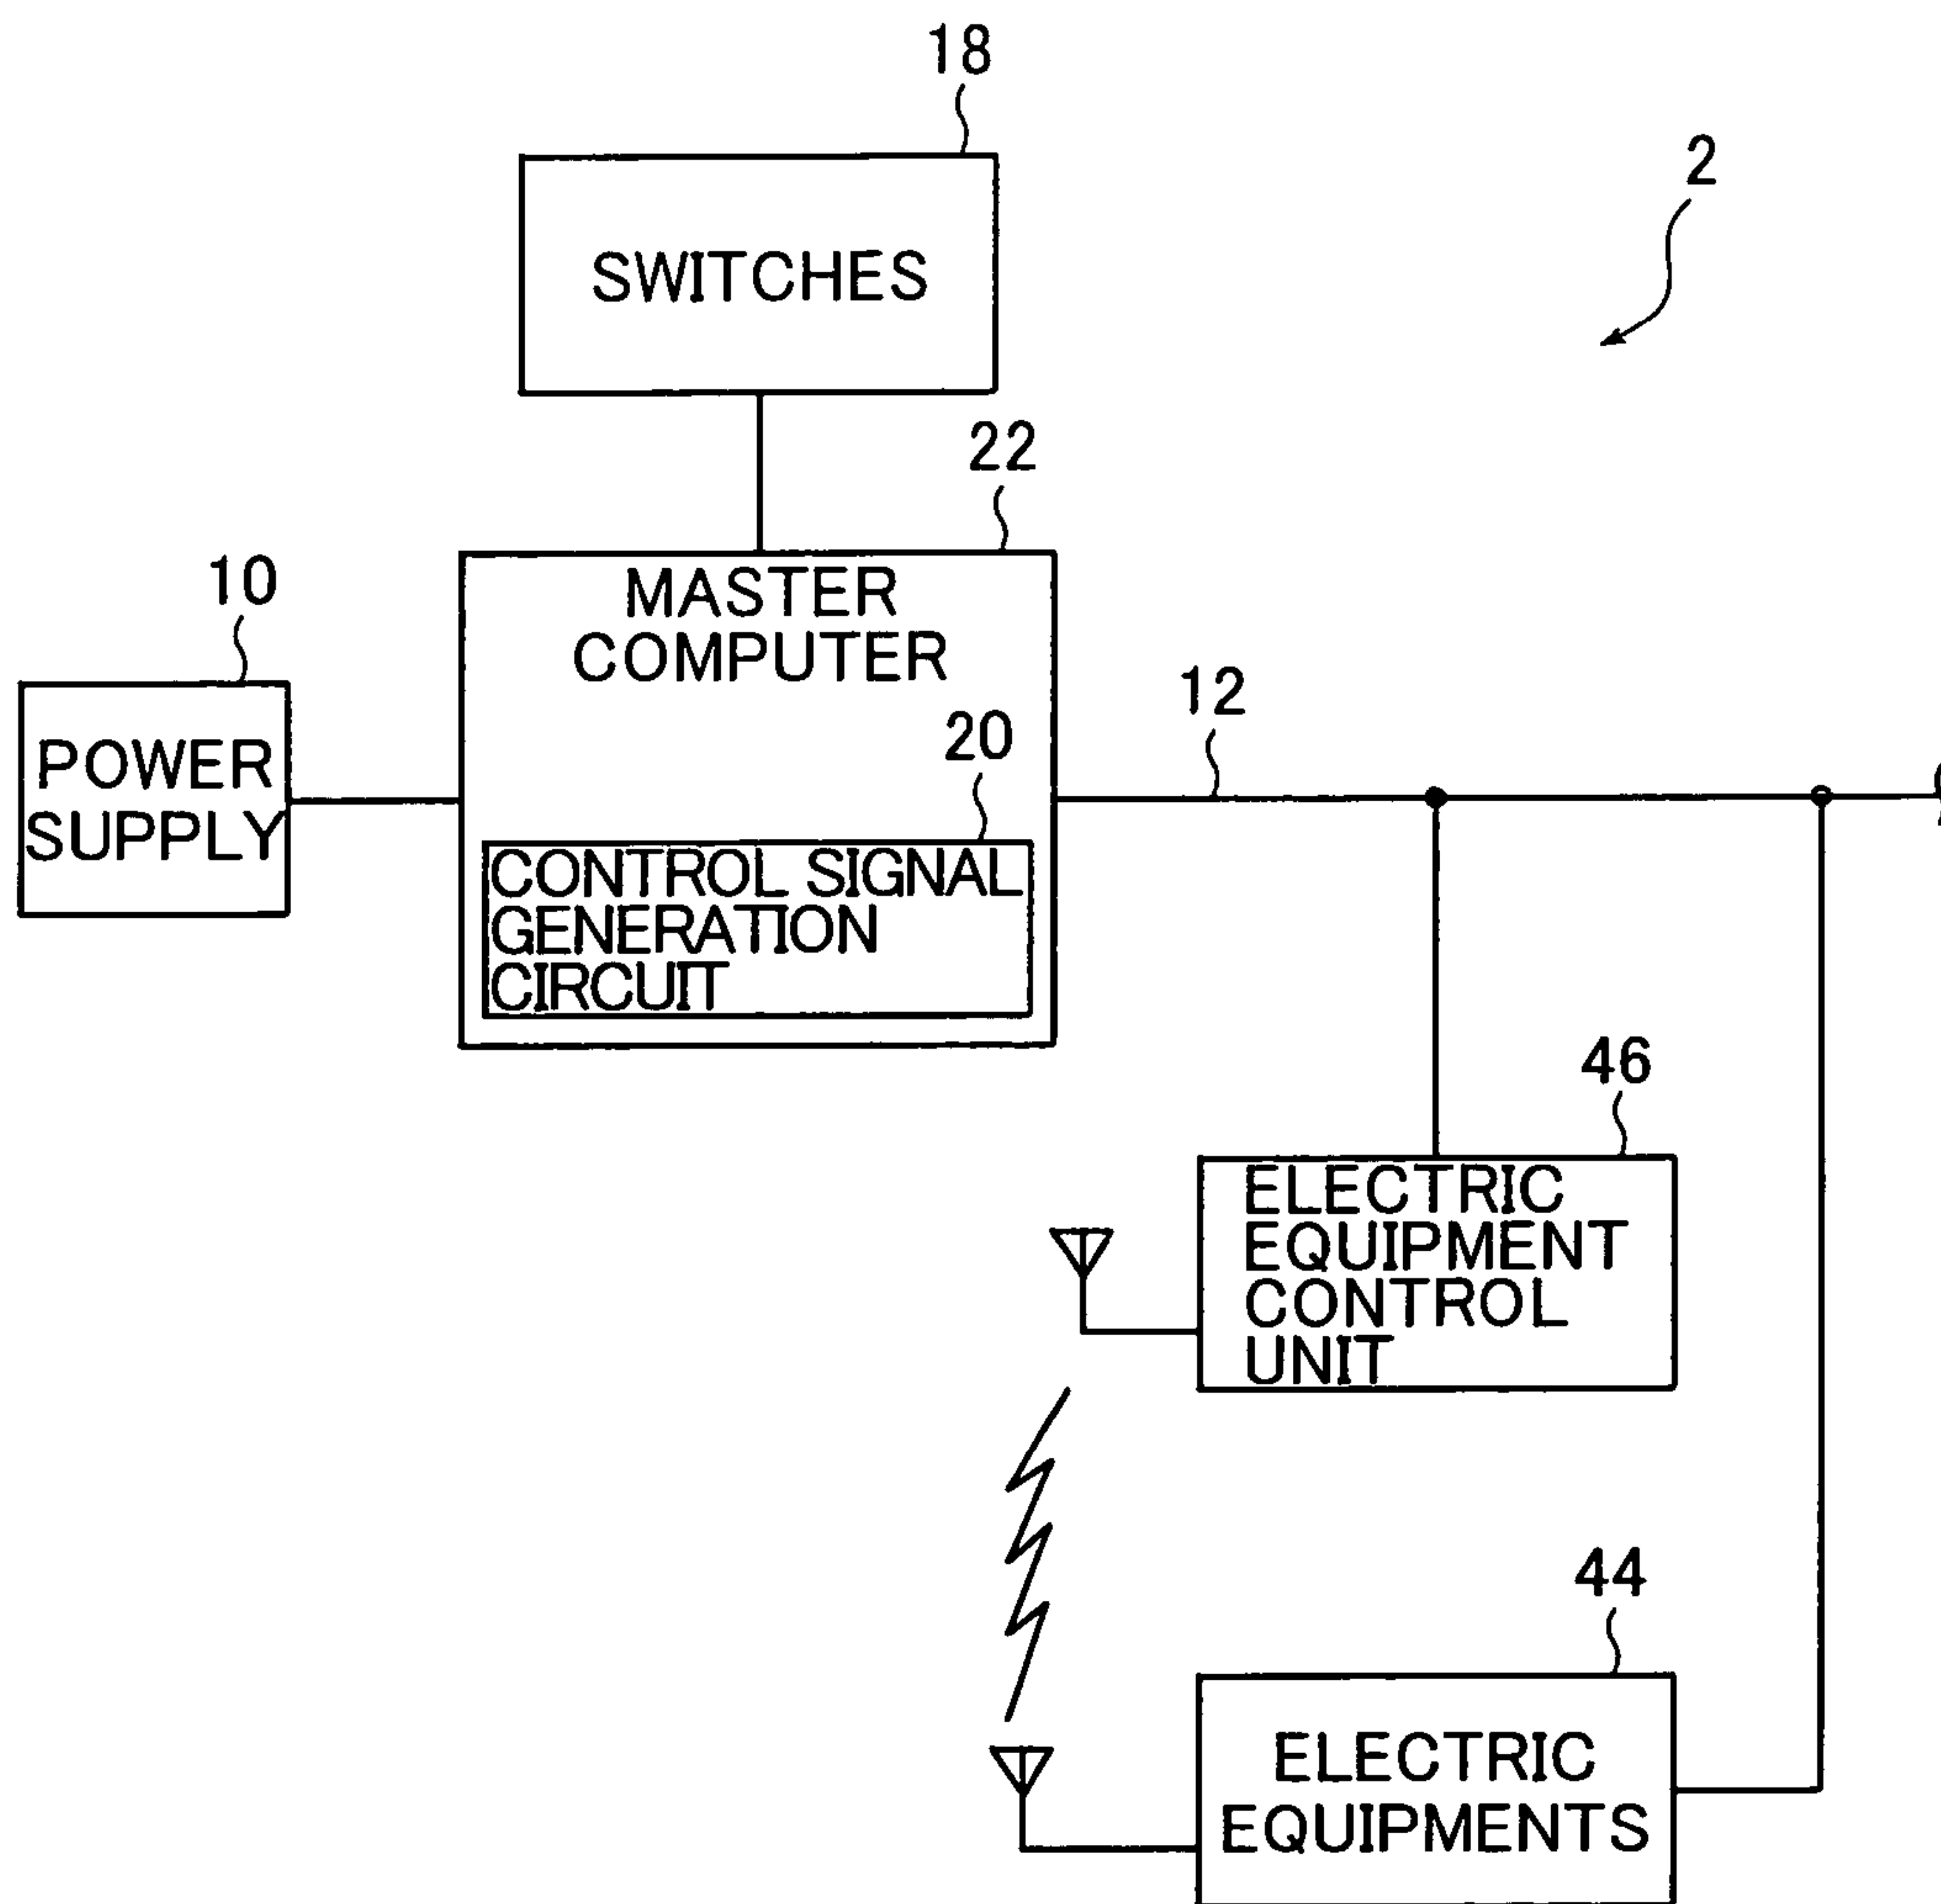 18
2
SWITCHES
22
MASTER
COMPUTER
10
12
20
POWER
SUPPLY
CONTROL SIGNAL
GENERATION
CIRCUIT
46
ELECTRIC
EQUIPMENT
CONTROL
UNIT
44
ELECTRIC
EQUIPMENTS